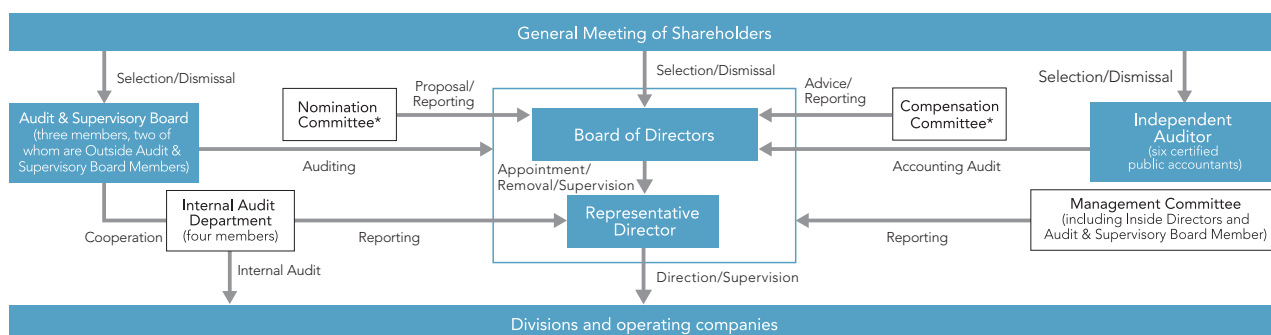 General Meeting of Shareholders
Selection/Dismissal
Selection/Dismissal
Selection/Dismissal
Audit & Supervisory Board
(three members, two of
whom are Outside Audit &
Supervisory Board Members)
Nomination
Committee*
Proposal/
Reporting
Board of Directors
Advice/
Reporting
Compensation
Committee*
Independent
Auditor
(six certified
public accountants)
Auditing
Accounting Audit
Appointment/
Removal/Supervision
Cooperation
Internal Audit
Department
(four members)
Reporting
Representative
Director
Reporting
Management Committee
(including Inside Directors and
Audit & Supervisory Board Member)
Internal Audit
Direction/Supervision
Divisions and operating companies